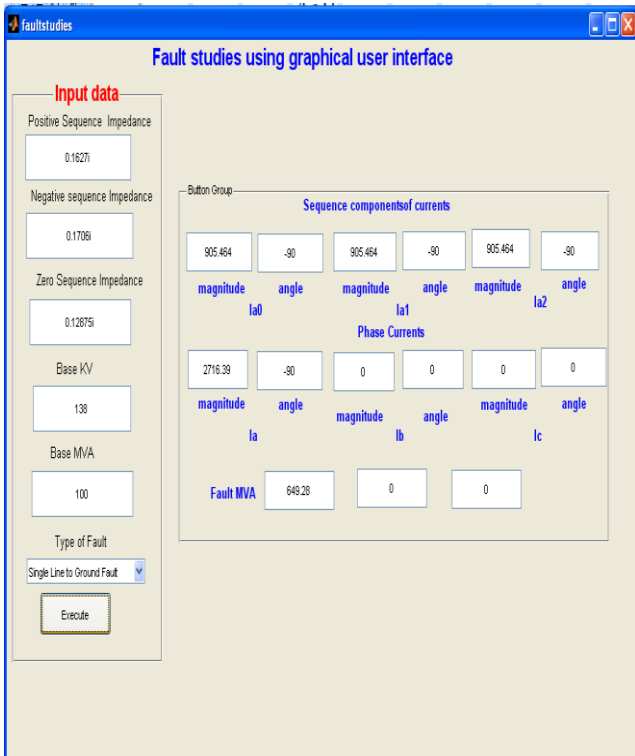 faultstudies
Fault studies using graphical user interface
Input data
Positive Sequence Impedance
0.1627i
Negative sequence Impedance
0.1706i
Zero Sequence Impedance
0.12875i
Base KV
138
Base MVA
100
Type of Fault
Single Line to Ground Fault
Execute
Button Group
Sequence componentsof currents
905.464 -90 905.464 -90 905.464 -90
magnitude angle magnitude angle magnitude angle
Ia0 Ia1 Ia2
Phase Currents
2716.39 -90 0 0 0 0
magnitude angle magnitude angle magnitude angle
Ia Ib Ic
Fault MVA 649.28 0 0